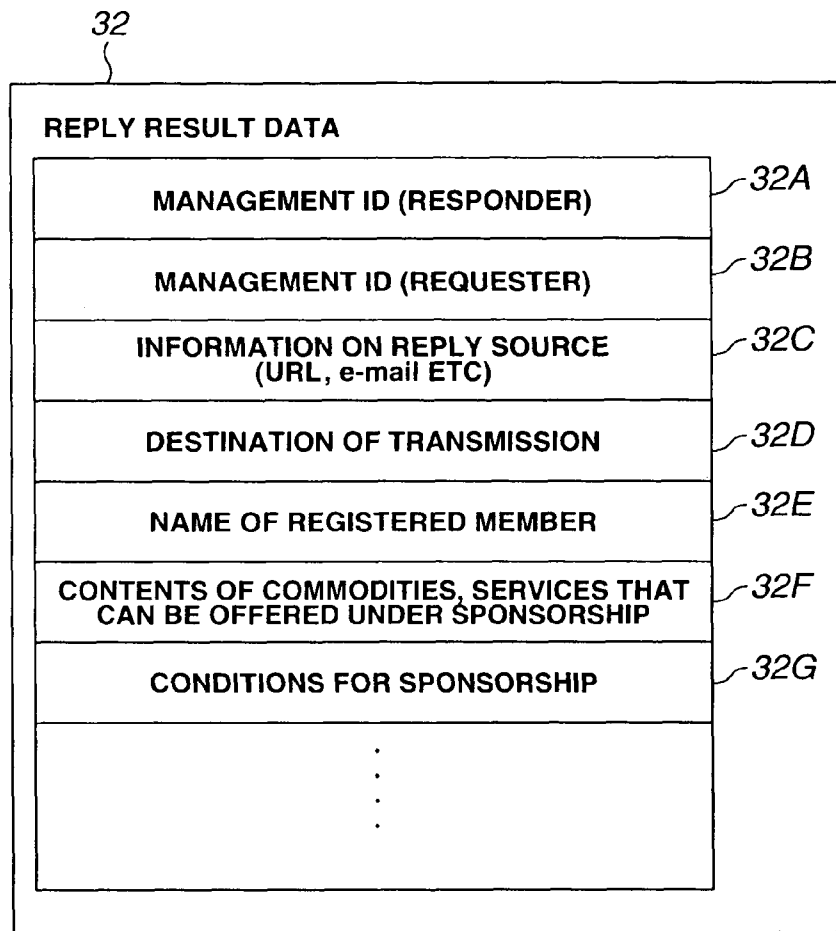 32
REPLY RESULT DATA
MANAGEMENT ID (RESPONDER)
32A
MANAGEMENT ID (REQUESTER)
32B
INFORMATION ON REPLY SOURCE
(URL, e-mail ETC)
32C
DESTINATION OF TRANSMISSION
32D
NAME OF REGISTERED MEMBER
32E
CONTENTS OF COMMODITIES, SERVICES THAT
CAN BE OFFERED UNDER SPONSORSHIP
32F
CONDITIONS FOR SPONSORSHIP
32G